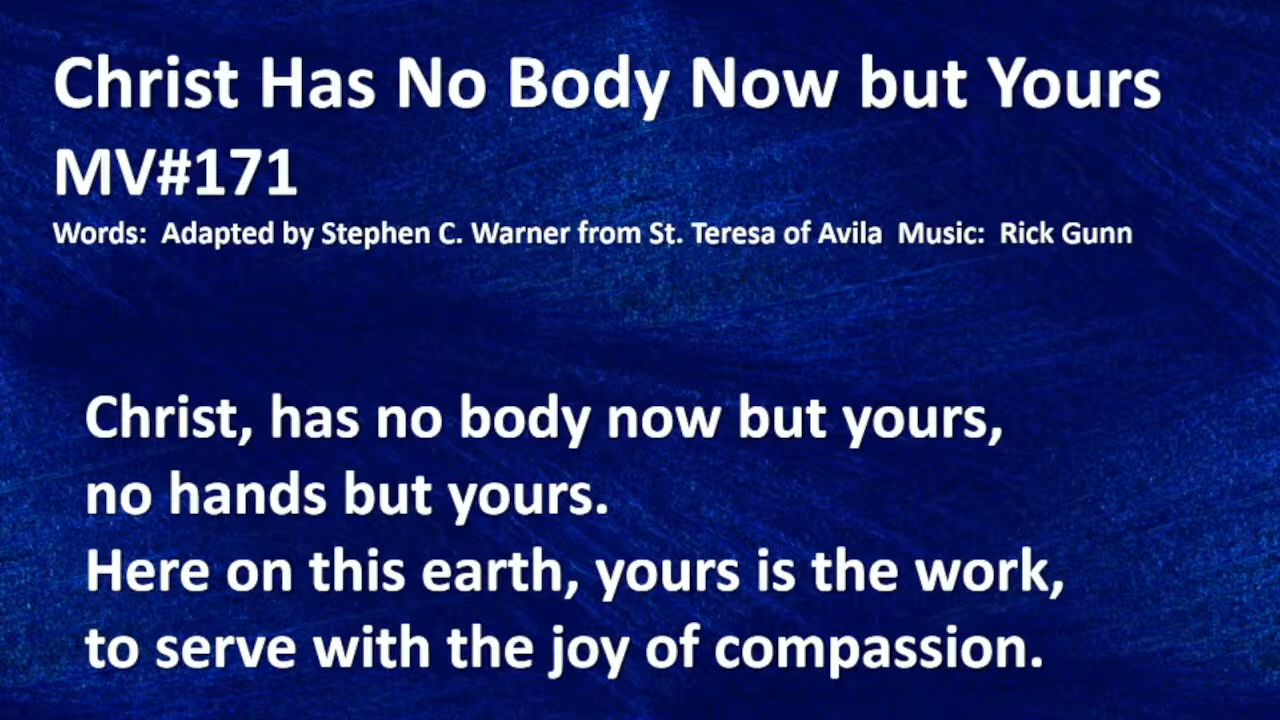 Christ Has No Body Now but Yours
MV#171
Words:  Adapted by Stephen C. Warner from St. Teresa of Avila  Music:  Rick Gunn
Christ, has no body now but yours,
no hands but yours.
Here on this earth, yours is the work,
to serve with the joy of compassion.